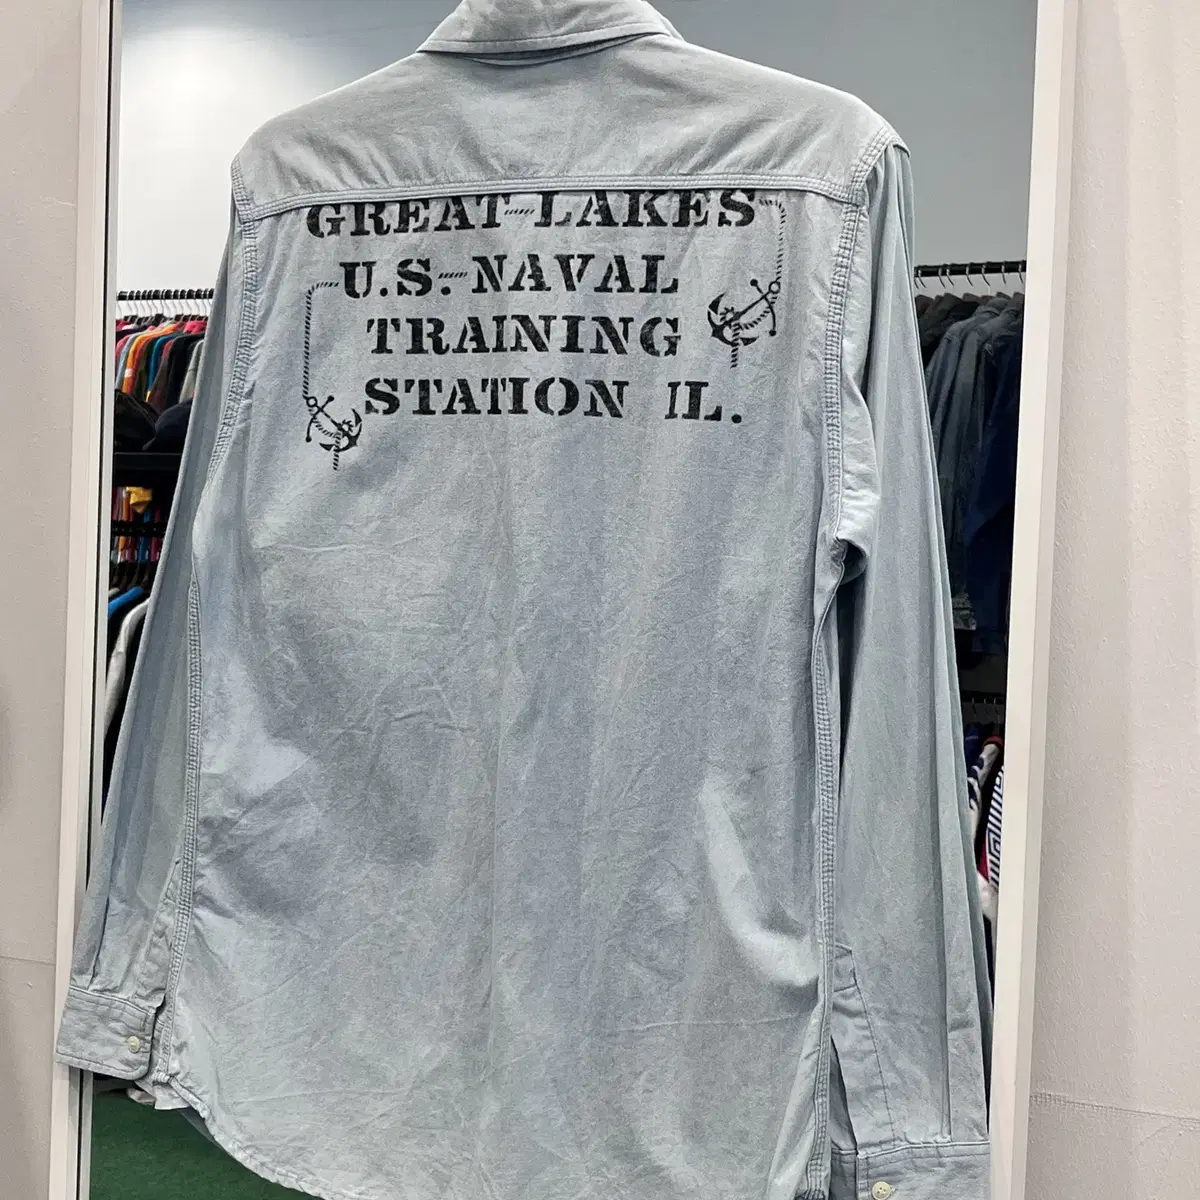 GREAT LAKES
U.S. NAVAL
TRAINING
STATION IL.